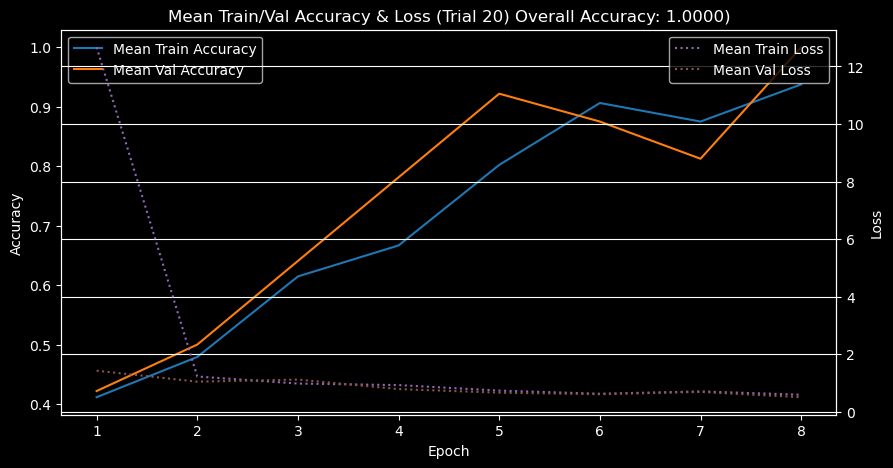 Mean Train/Val Accuracy & Loss (Trial 20) Overall Accuracy: 1.0000)
Mean Train Accuracy
Mean Val Accuracy
Mean Train Loss
Mean Val Loss
Accuracy
1.0
0.9
0.8
0.7
0.6
0.5
0.4
12
10
8
6
4
2
0
Loss
1 2 3 4 5 6 7 8
Epoch